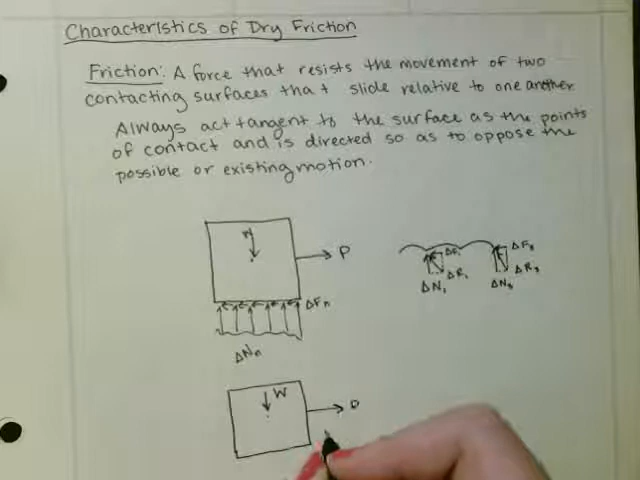 Characteristics of Dry Friction
Friction: A force that resists the movement of two
contacting surfaces that slide relative to one another.
Always act tangent to the surface as the points
of contact and is directed so as to oppose the
possible or existing motion.
P
ΔFn
ΔNn
ΔF₁
ΔR₁
ΔN₁
W
P